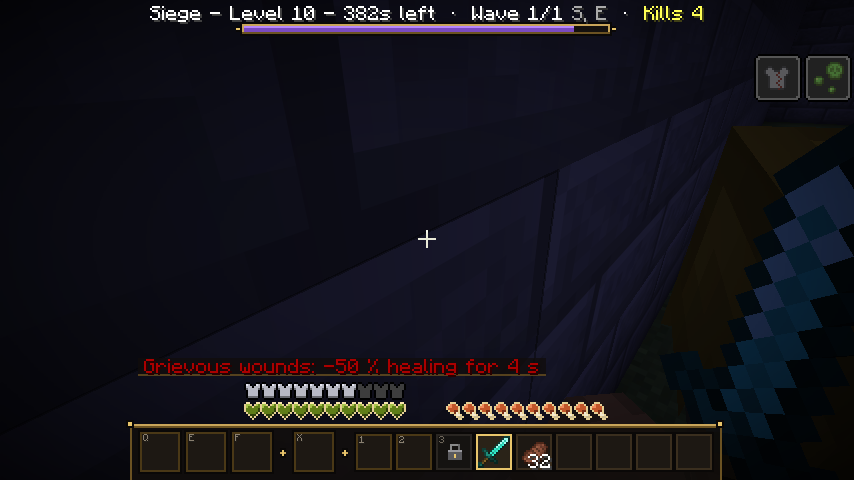 Siege – Level 10 – 382s left · Wave 1/1 S, E · Kills 4
Grievous wounds: -50 % healing for 4 s
Q E F X 1 2 3
32